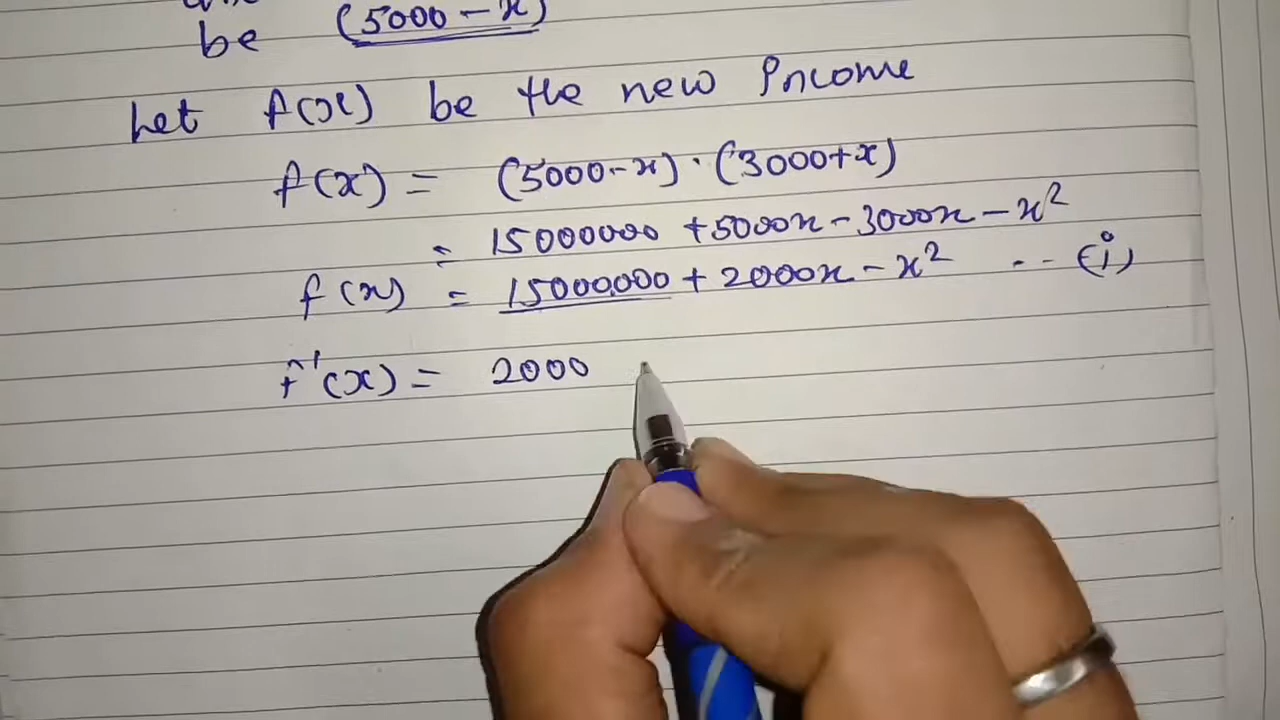 be (5000 - x)
Let f(x) be the new Income
f(x) = (5000 - x) · (3000 + x)
= 15000000 + 5000x - 3000x - x²
f(x) = 15000000 + 2000x - x² -- (i)
f'(x) = 2000